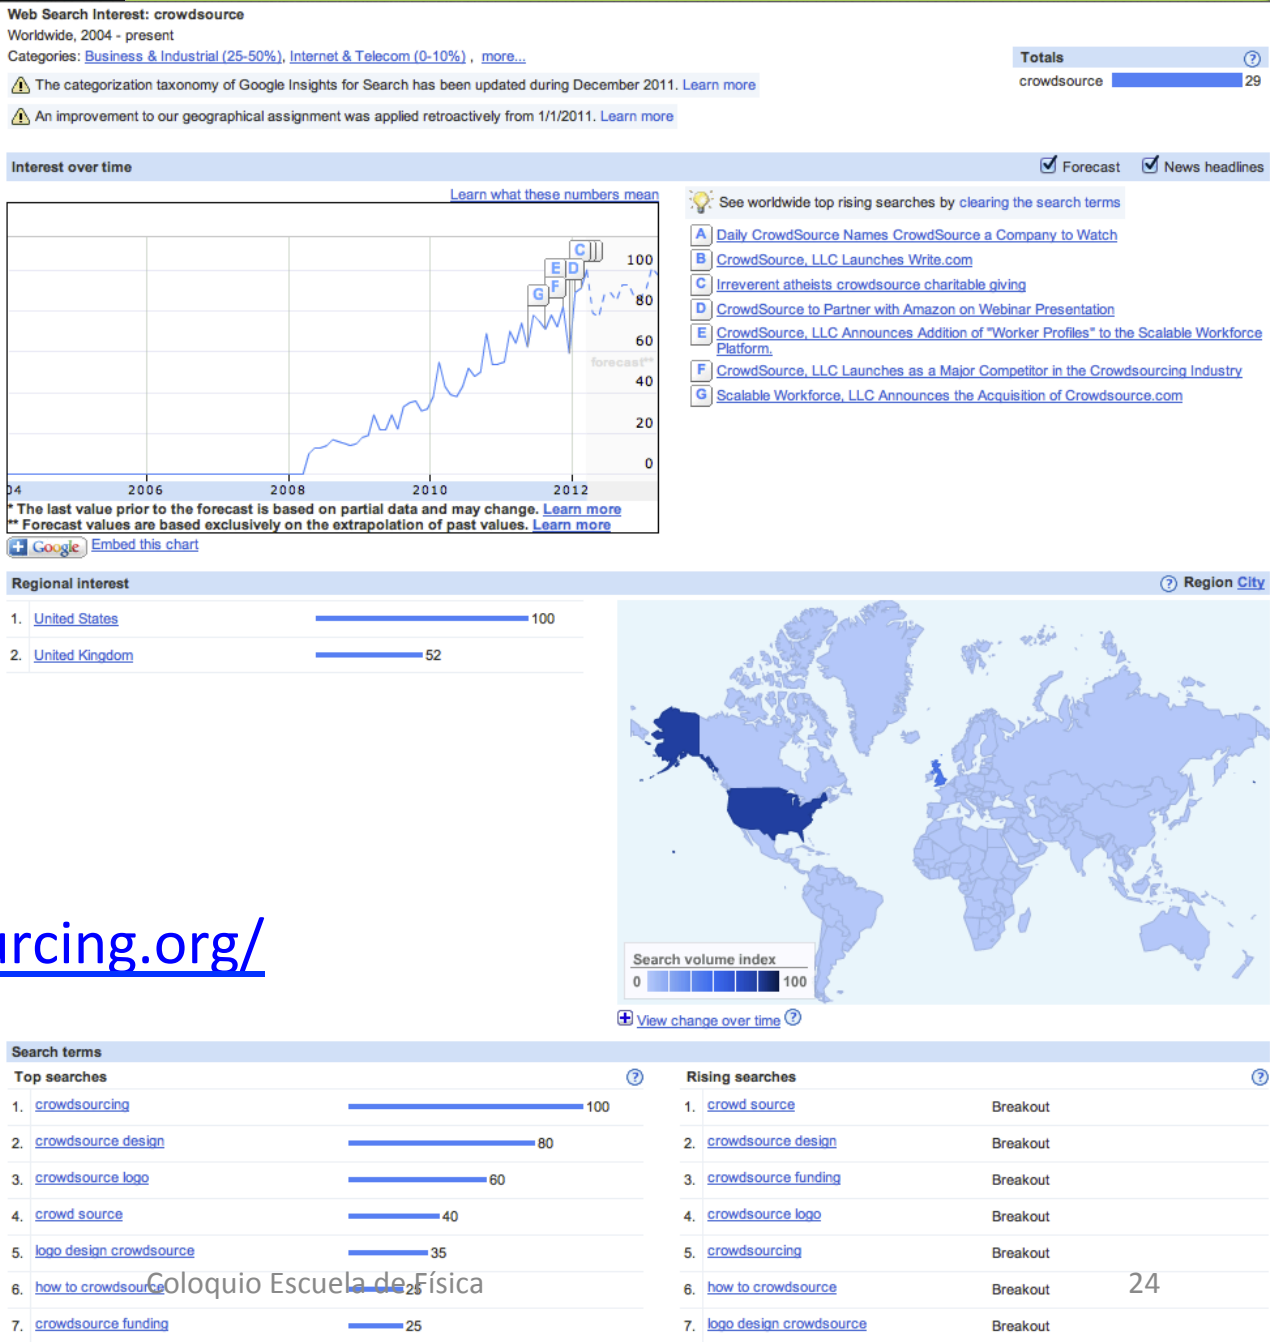 Web Search Interest: crowdsource
Worldwide, 2004 - present
Categories: Business & Industrial (25-50%), Internet & Telecom (0-10%) , more...
Totals
crowdsource 29
The categorization taxonomy of Google Insights for Search has been updated during December 2011. Learn more
An improvement to our geographical assignment was applied retroactively from 1/1/2011. Learn more
Interest over time
Forecast News headlines
Learn what these numbers mean
100
80
60
40
20
0
forecast**
C
E D
F
G
04 2006 2008 2010 2012
* The last value prior to the forecast is based on partial data and may change. Learn more
** Forecast values are based exclusively on the extrapolation of past values. Learn more
Google Embed this chart
See worldwide top rising searches by clearing the search terms
A Daily CrowdSource Names CrowdSource a Company to Watch
B CrowdSource, LLC Launches Write.com
C Irreverent atheists crowdsource charitable giving
D CrowdSource to Partner with Amazon on Webinar Presentation
E CrowdSource, LLC Announces Addition of "Worker Profiles" to the Scalable Workforce
Platform.
F CrowdSource, LLC Launches as a Major Competitor in the Crowdsourcing Industry
G Scalable Workforce, LLC Announces the Acquisition of Crowdsource.com
Regional interest
Region City
1. United States 100
2. United Kingdom 52
Search volume index
0 100
View change over time
urcing.org/
Search terms
Top searches
1. crowdsourcing 100
2. crowdsource design 80
3. crowdsource logo 60
4. crowd source 40
5. logo design crowdsource 35
6. how to crowdsource 25
7. crowdsource funding 25
Rising searches
1. crowd source Breakout
2. crowdsource design Breakout
3. crowdsource funding Breakout
4. crowdsource logo Breakout
5. crowdsourcing Breakout
6. how to crowdsource Breakout
7. logo design crowdsource Breakout
Coloquio Escuela de Física
24